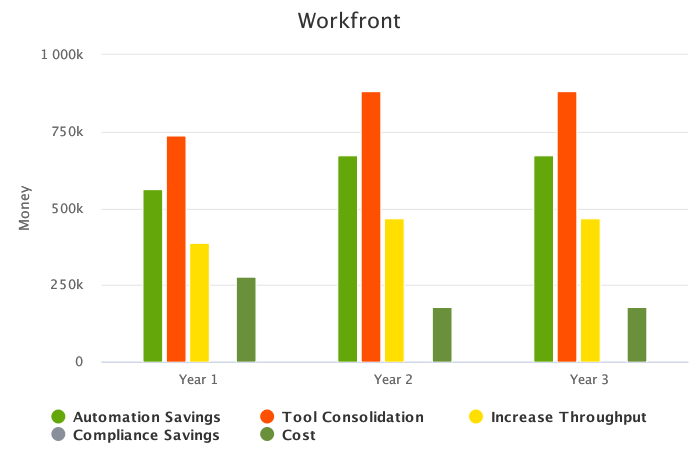 Workfront
1 000k
750k
500k
250k
0
Money
Year 1 Year 2 Year 3
Automation Savings Tool Consolidation Increase Throughput
Compliance Savings Cost